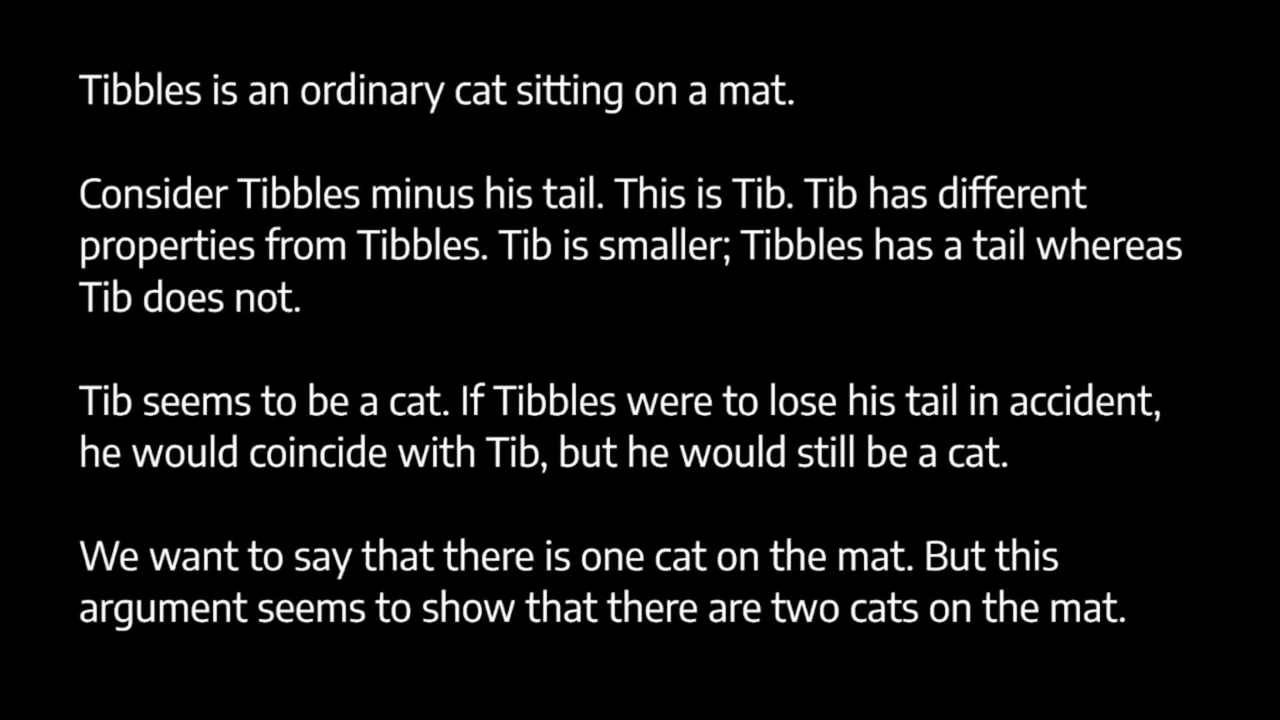 Tibbles is an ordinary cat sitting on a mat.
Consider Tibbles minus his tail. This is Tib. Tib has different
properties from Tibbles. Tib is smaller; Tibbles has a tail whereas
Tib does not.
Tib seems to be a cat. If Tibbles were to lose his tail in accident,
he would coincide with Tib, but he would still be a cat.
We want to say that there is one cat on the mat. But this
argument seems to show that there are two cats on the mat.